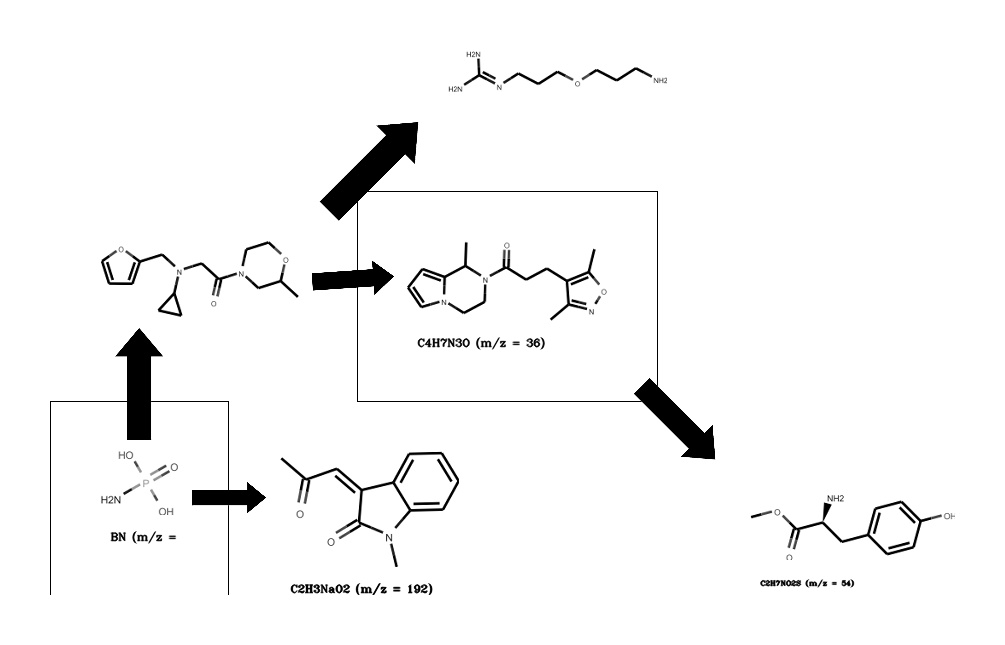 H2N
H2N
N
O
NH2
O
N
O
N
O
N
O
N
O
N
C4H7N3O (m/z = 36)
HO
O
P
H2N
OH
BN (m/z =
O
O
N
C2H3NaO2 (m/z = 192)
NH2
O
O
OH
C2H7NO2S (m/z = 54)